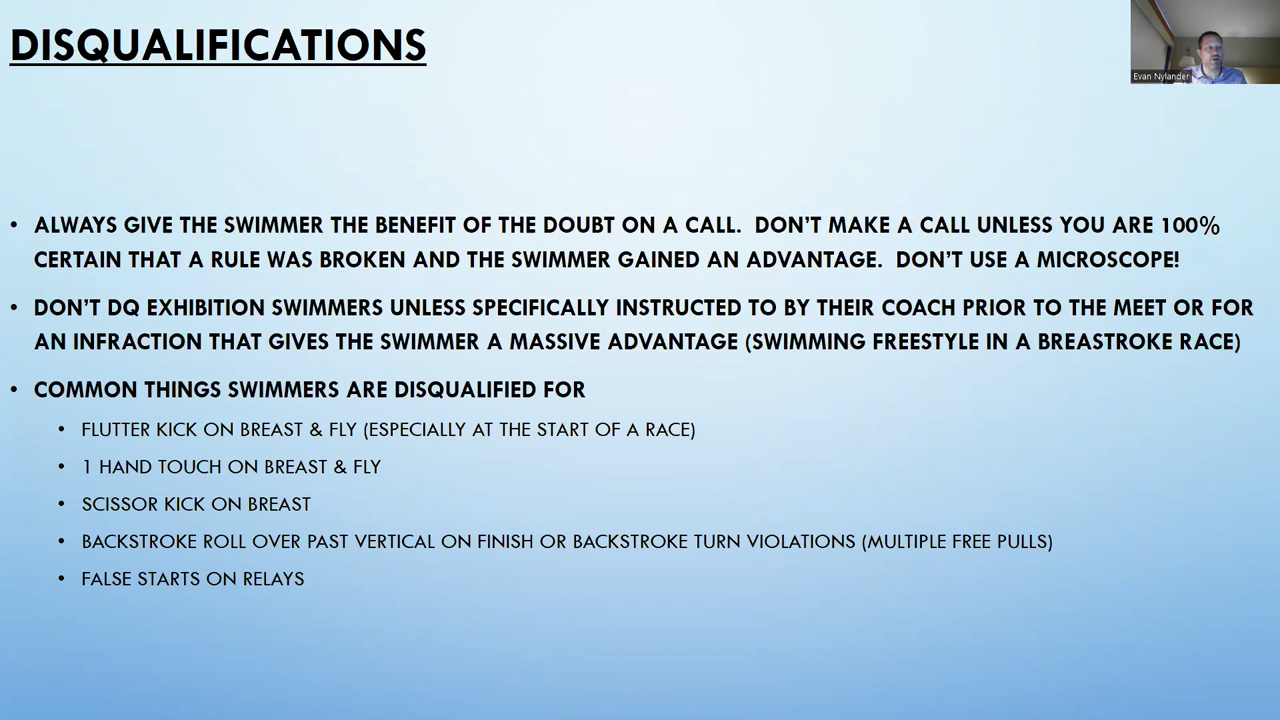 DISQUALIFICATIONS
Evan Nylander
• ALWAYS GIVE THE SWIMMER THE BENEFIT OF THE DOUBT ON A CALL.  DON’T MAKE A CALL UNLESS YOU ARE 100%
CERTAIN THAT A RULE WAS BROKEN AND THE SWIMMER GAINED AN ADVANTAGE.  DON’T USE A MICROSCOPE!
• DON’T DQ EXHIBITION SWIMMERS UNLESS SPECIFICALLY INSTRUCTED TO BY THEIR COACH PRIOR TO THE MEET OR FOR
AN INFRACTION THAT GIVES THE SWIMMER A MASSIVE ADVANTAGE (SWIMMING FREESTYLE IN A BREASTROKE RACE)
• COMMON THINGS SWIMMERS ARE DISQUALIFIED FOR
• FLUTTER KICK ON BREAST & FLY (ESPECIALLY AT THE START OF A RACE)
• 1 HAND TOUCH ON BREAST & FLY
• SCISSOR KICK ON BREAST
• BACKSTROKE ROLL OVER PAST VERTICAL ON FINISH OR BACKSTROKE TURN VIOLATIONS (MULTIPLE FREE PULLS)
• FALSE STARTS ON RELAYS